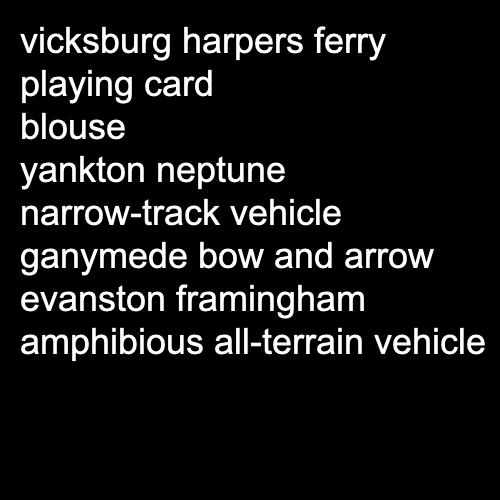 vicksburg harpers ferry
playing card
blouse
yankton neptune
narrow-track vehicle
ganymede bow and arrow
evanston framingham
amphibious all-terrain vehicle